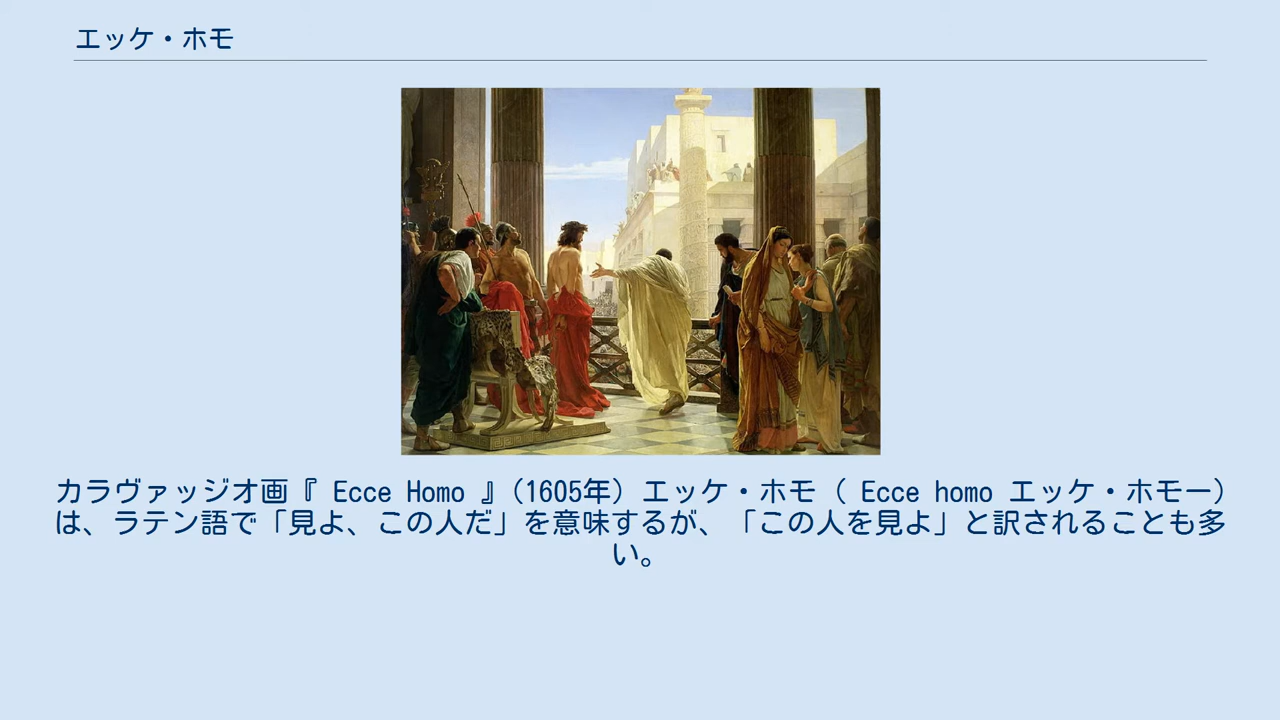 エッケ・ホモ
カラヴァッジオ画『 Ecce Homo 』（1605年）エッケ・ホモ（ Ecce homo エッケ・ホモー）
は、ラテン語で「見よ、この人だ」を意味するが、「この人を見よ」と訳されることも多
い。